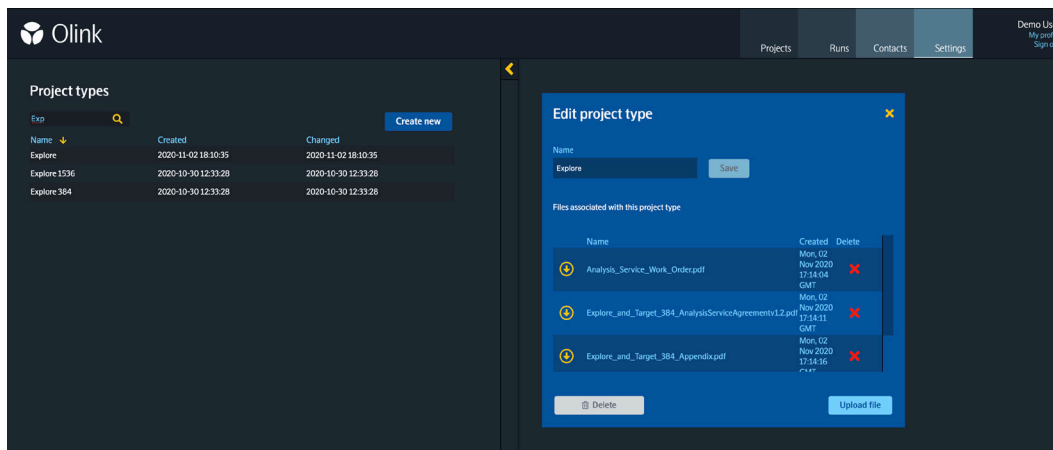 Olink
Projects Runs Contacts Settings
Demo Us
My prof
Sign o
Project types
Exp
Create new
Name Created Changed
Explore 2020-11-02 18:10:35 2020-11-02 18:10:35
Explore 1536 2020-10-30 12:33:28 2020-10-30 12:33:28
Explore 384 2020-10-30 12:33:28 2020-10-30 12:33:28
Edit project type
Name
Explore Save
Files associated with this project type
Name Created Delete
Analysis_Service_Work_Order.pdf
Mon, 02
Nov 2020
17:14:04
GMT
Explore_and_Target_384_AnalysisServiceAgreementv1.2.pdf
Mon, 02
Nov 2020
17:14:11
GMT
Explore_and_Target_384_Appendix.pdf
Mon, 02
Nov 2020
17:14:16
GMT
Delete Upload file